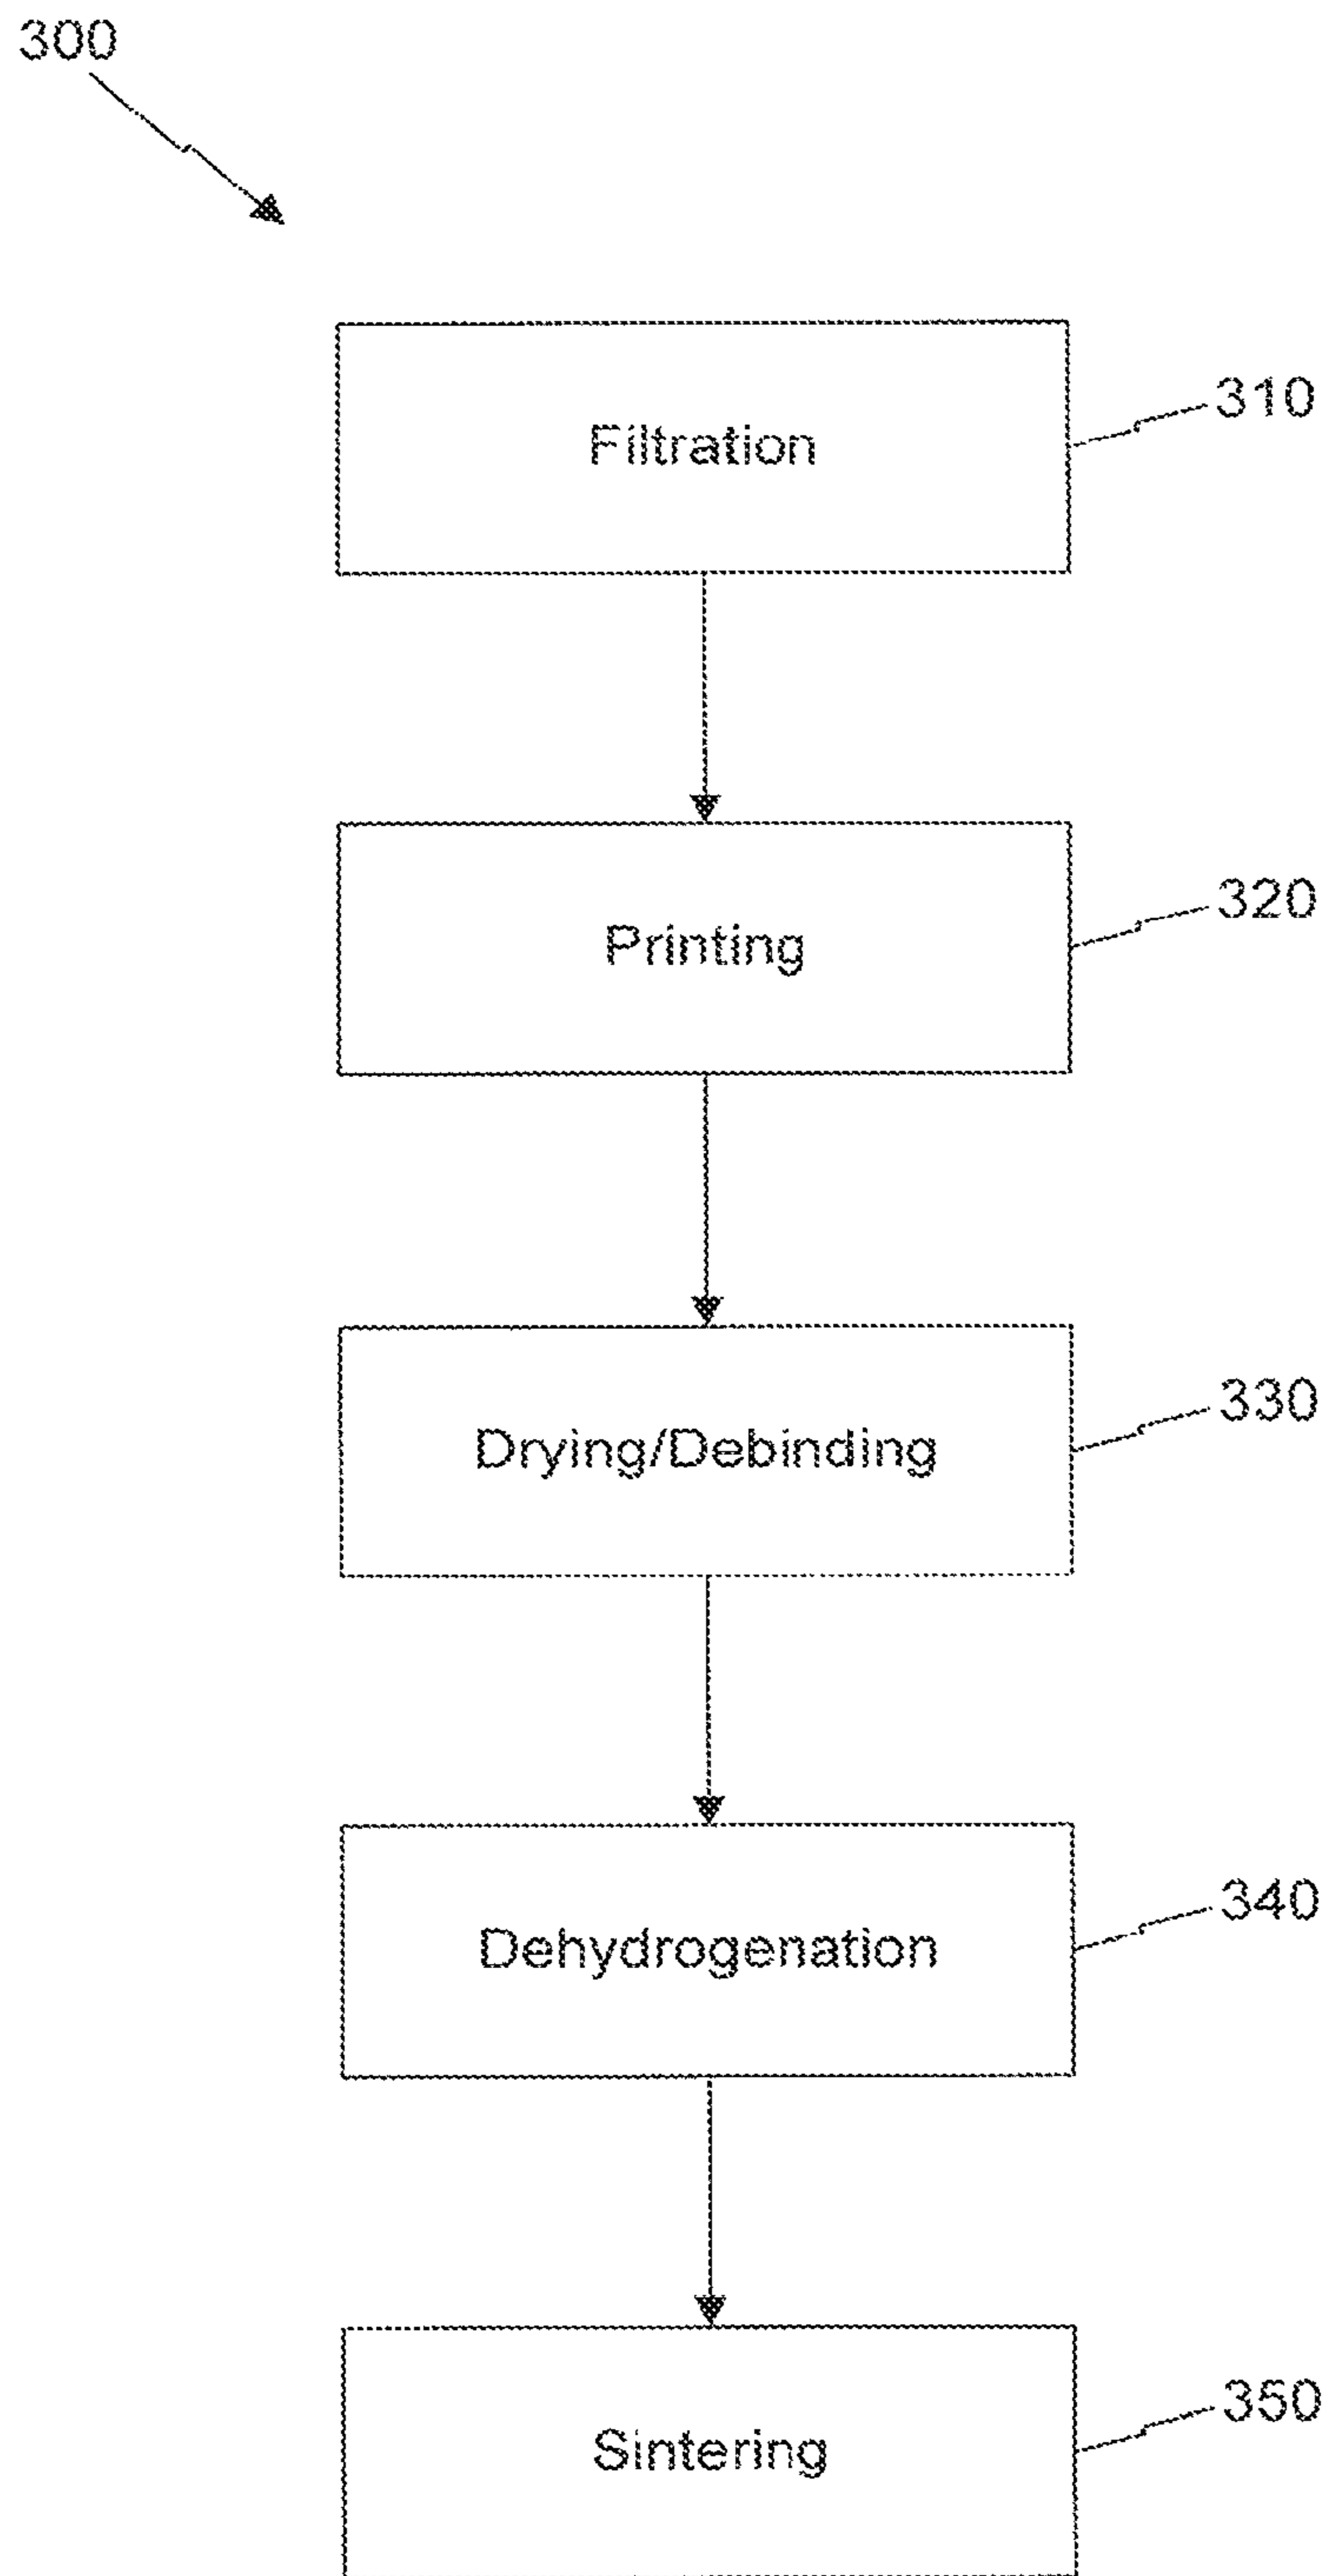 300
Filtration
310
Printing
320
Drying/Debinding
330
Dehydrogenation
340
Sintering
350